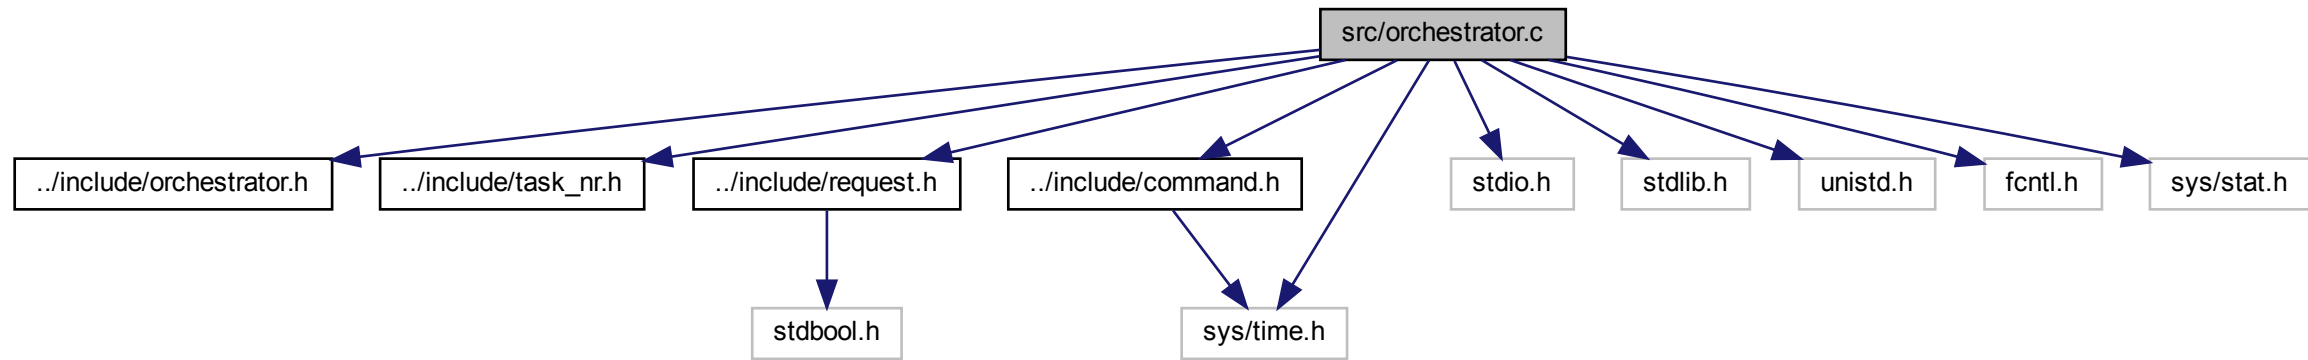 src/orchestrator.c
../include/orchestrator.h
../include/task_nr.h
../include/request.h
../include/command.h
stdio.h
stdlib.h
unistd.h
fcntl.h
sys/stat.h
stdbool.h
sys/time.h